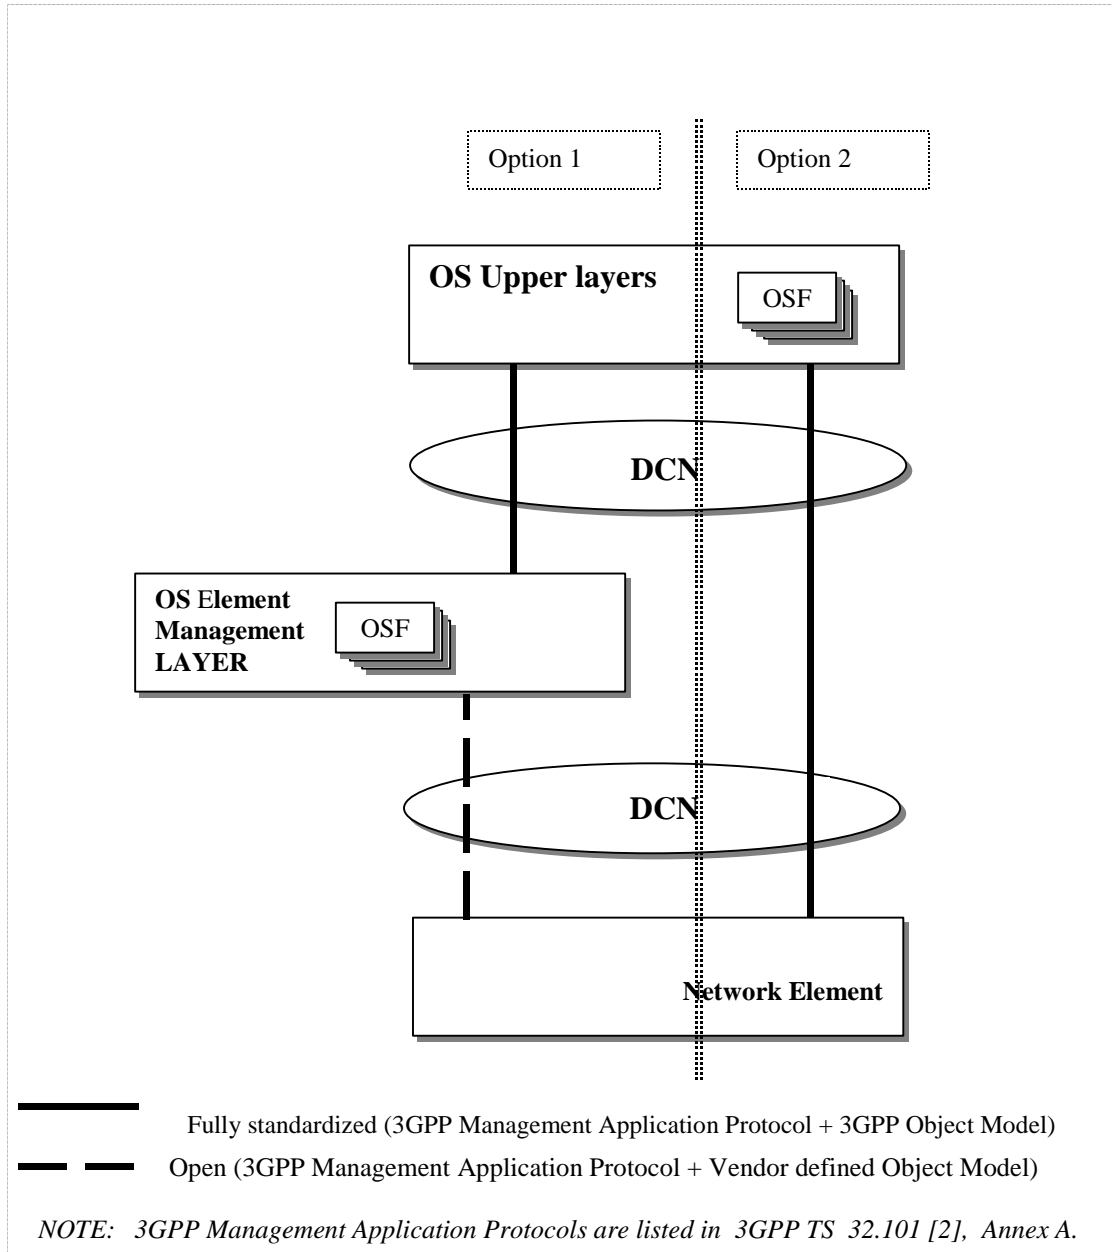 Option 1
Option 2
OS Upper layers
OSF
DCN
OS Element
Management
LAYER
OSF
DCN
Network Element
Fully standardized (3GPP Management Application Protocol + 3GPP Object Model)
Open (3GPP Management Application Protocol + Vendor defined Object Model)
NOTE: 3GPP Management Application Protocols are listed in 3GPP TS 32.101 [2], Annex A.